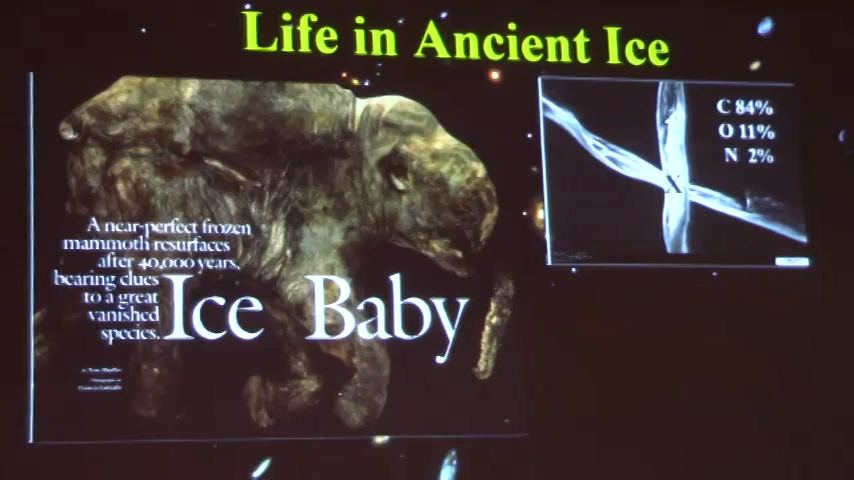 Life in Ancient Ice
A near-perfect frozen
mammoth resurfaces
after 40,000 years,
bearing clues
to a great
vanished
species.
Ice Baby
C 84%
O 11%
N 2%